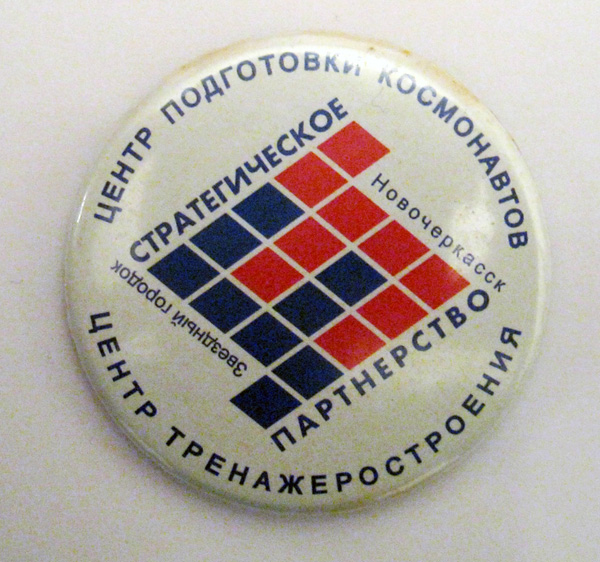 ЦЕНТР ПОДГОТОВКИ КОСМОНАВТОВ
СТРАТЕГИЧЕСКОЕ
Новочеркасск
Звездный городок
ПАРТНЕРСТВО
ЦЕНТР ТРЕНАЖЕРОСТРОЕНИЯ